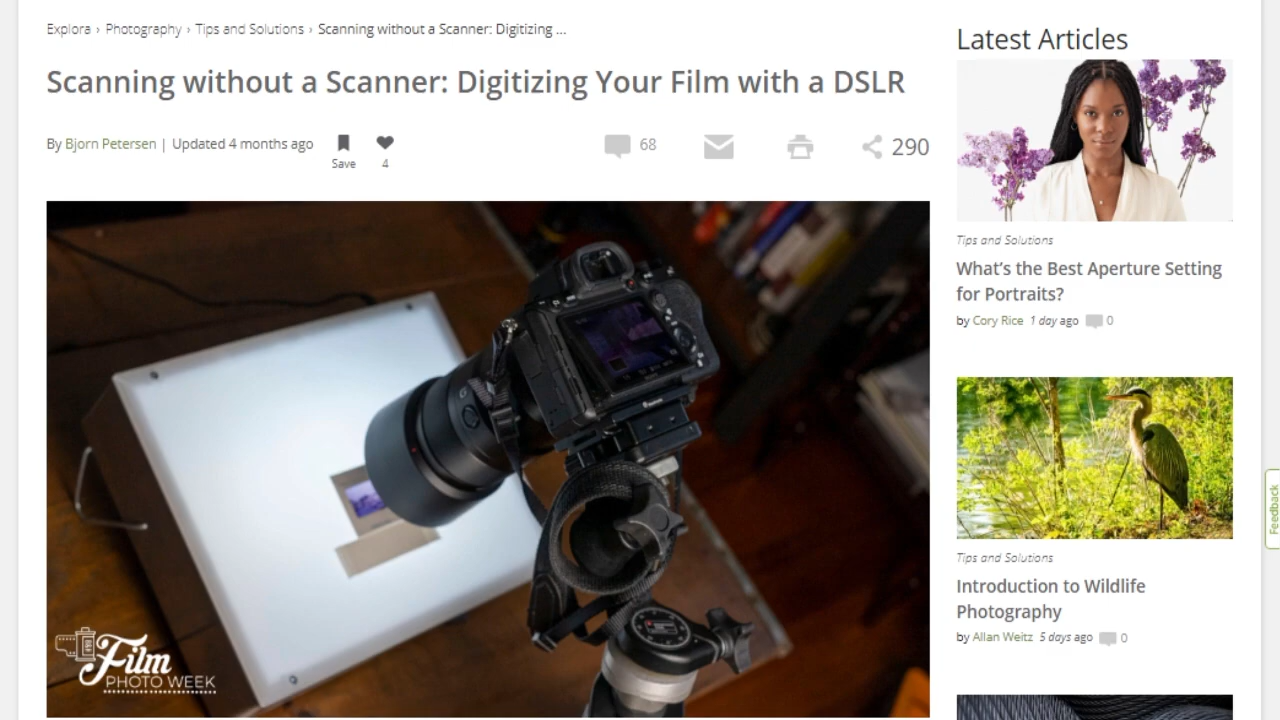 Explora › Photography › Tips and Solutions › Scanning without a Scanner: Digitizing ...
Scanning without a Scanner: Digitizing Your Film with a DSLR
By Bjorn Petersen | Updated 4 months ago
Save
4
68
290
Film
PHOTO WEEK
Latest Articles
Tips and Solutions
What's the Best Aperture Setting
for Portraits?
by Cory Rice 1 day ago 0
Tips and Solutions
Introduction to Wildlife
Photography
by Allan Weitz 5 days ago 0
Feedback